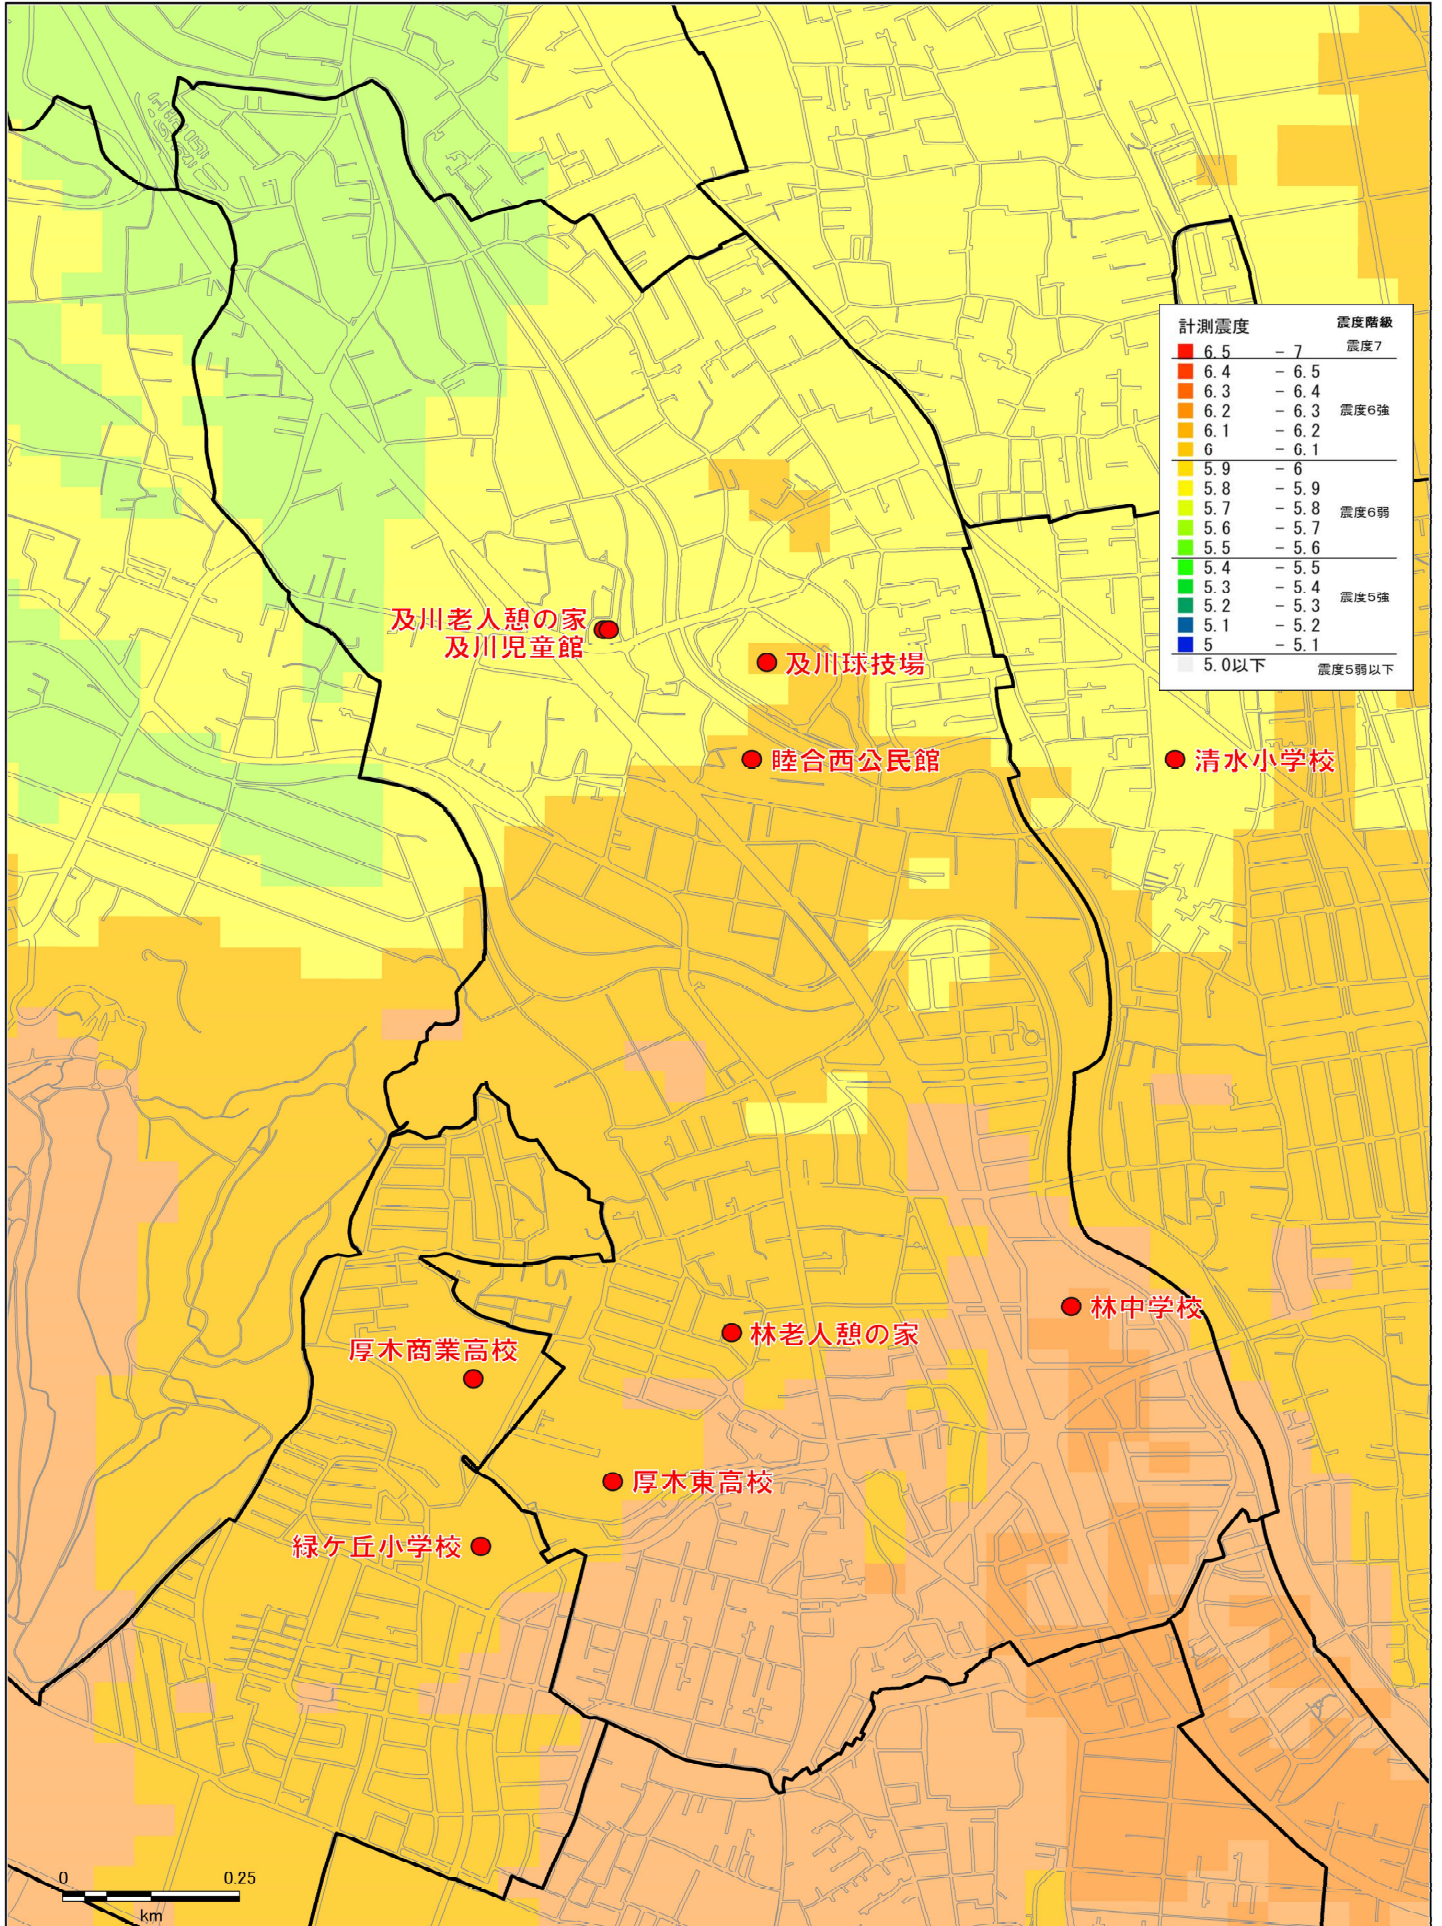 計測震度 震度階級
6.5 - 7 震度7
6.4 - 6.5
6.3 - 6.4
6.2 - 6.3 震度6強
6.1 - 6.2
6 - 6.1
5.9 - 6
5.8 - 5.9
5.7 - 5.8 震度6弱
5.6 - 5.7
5.5 - 5.6
5.4 - 5.5
5.3 - 5.4 震度5強
5.2 - 5.3
5.1 - 5.2
5 - 5.1
5.0以下 震度5弱以下
及川老人憩の家
及川児童館
及川球技場
睦合西公民館
清水小学校
林中学校
林老人憩の家
厚木商業高校
厚木東高校
緑ケ丘小学校
0 0.25
km